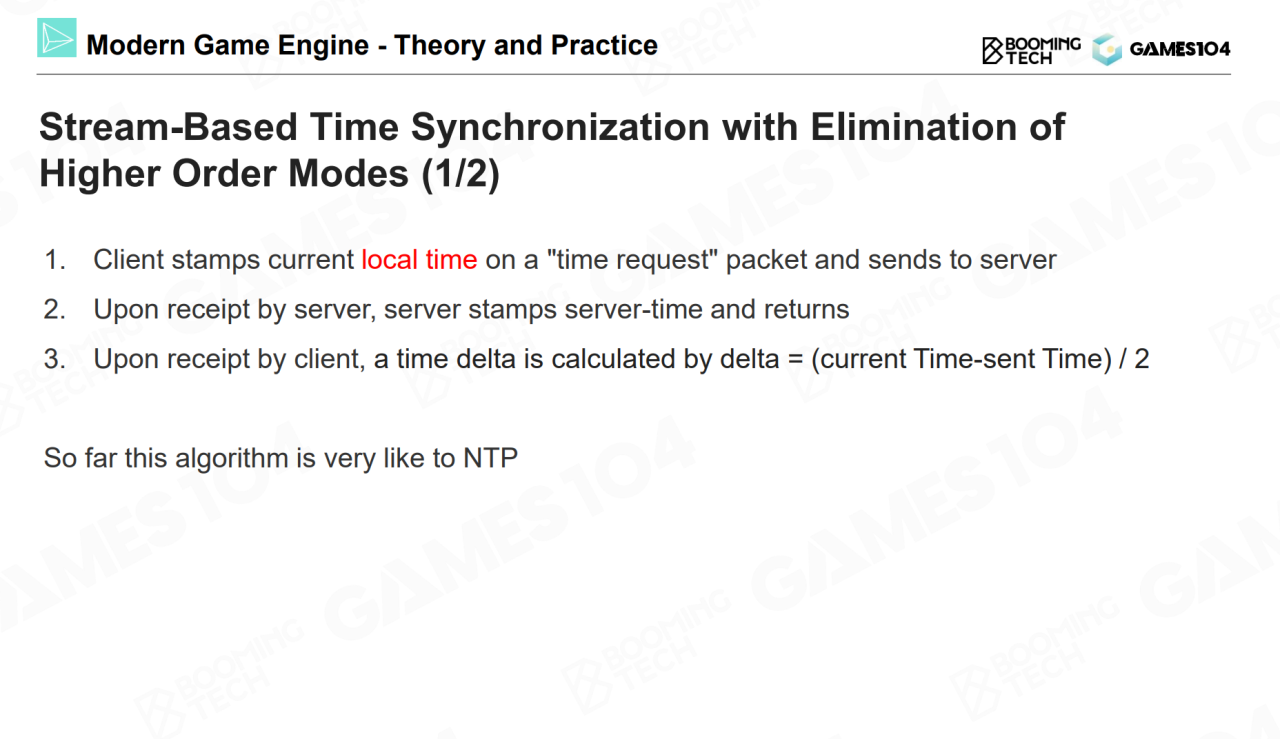 Modern Game Engine - Theory and Practice
BOOMING
TECH
GAMES104
Stream-Based Time Synchronization with Elimination of
Higher Order Modes (1/2)
1. Client stamps current local time on a "time request" packet and sends to server
2. Upon receipt by server, server stamps server-time and returns
3. Upon receipt by client, a time delta is calculated by delta = (current Time-sent Time) / 2
So far this algorithm is very like to NTP